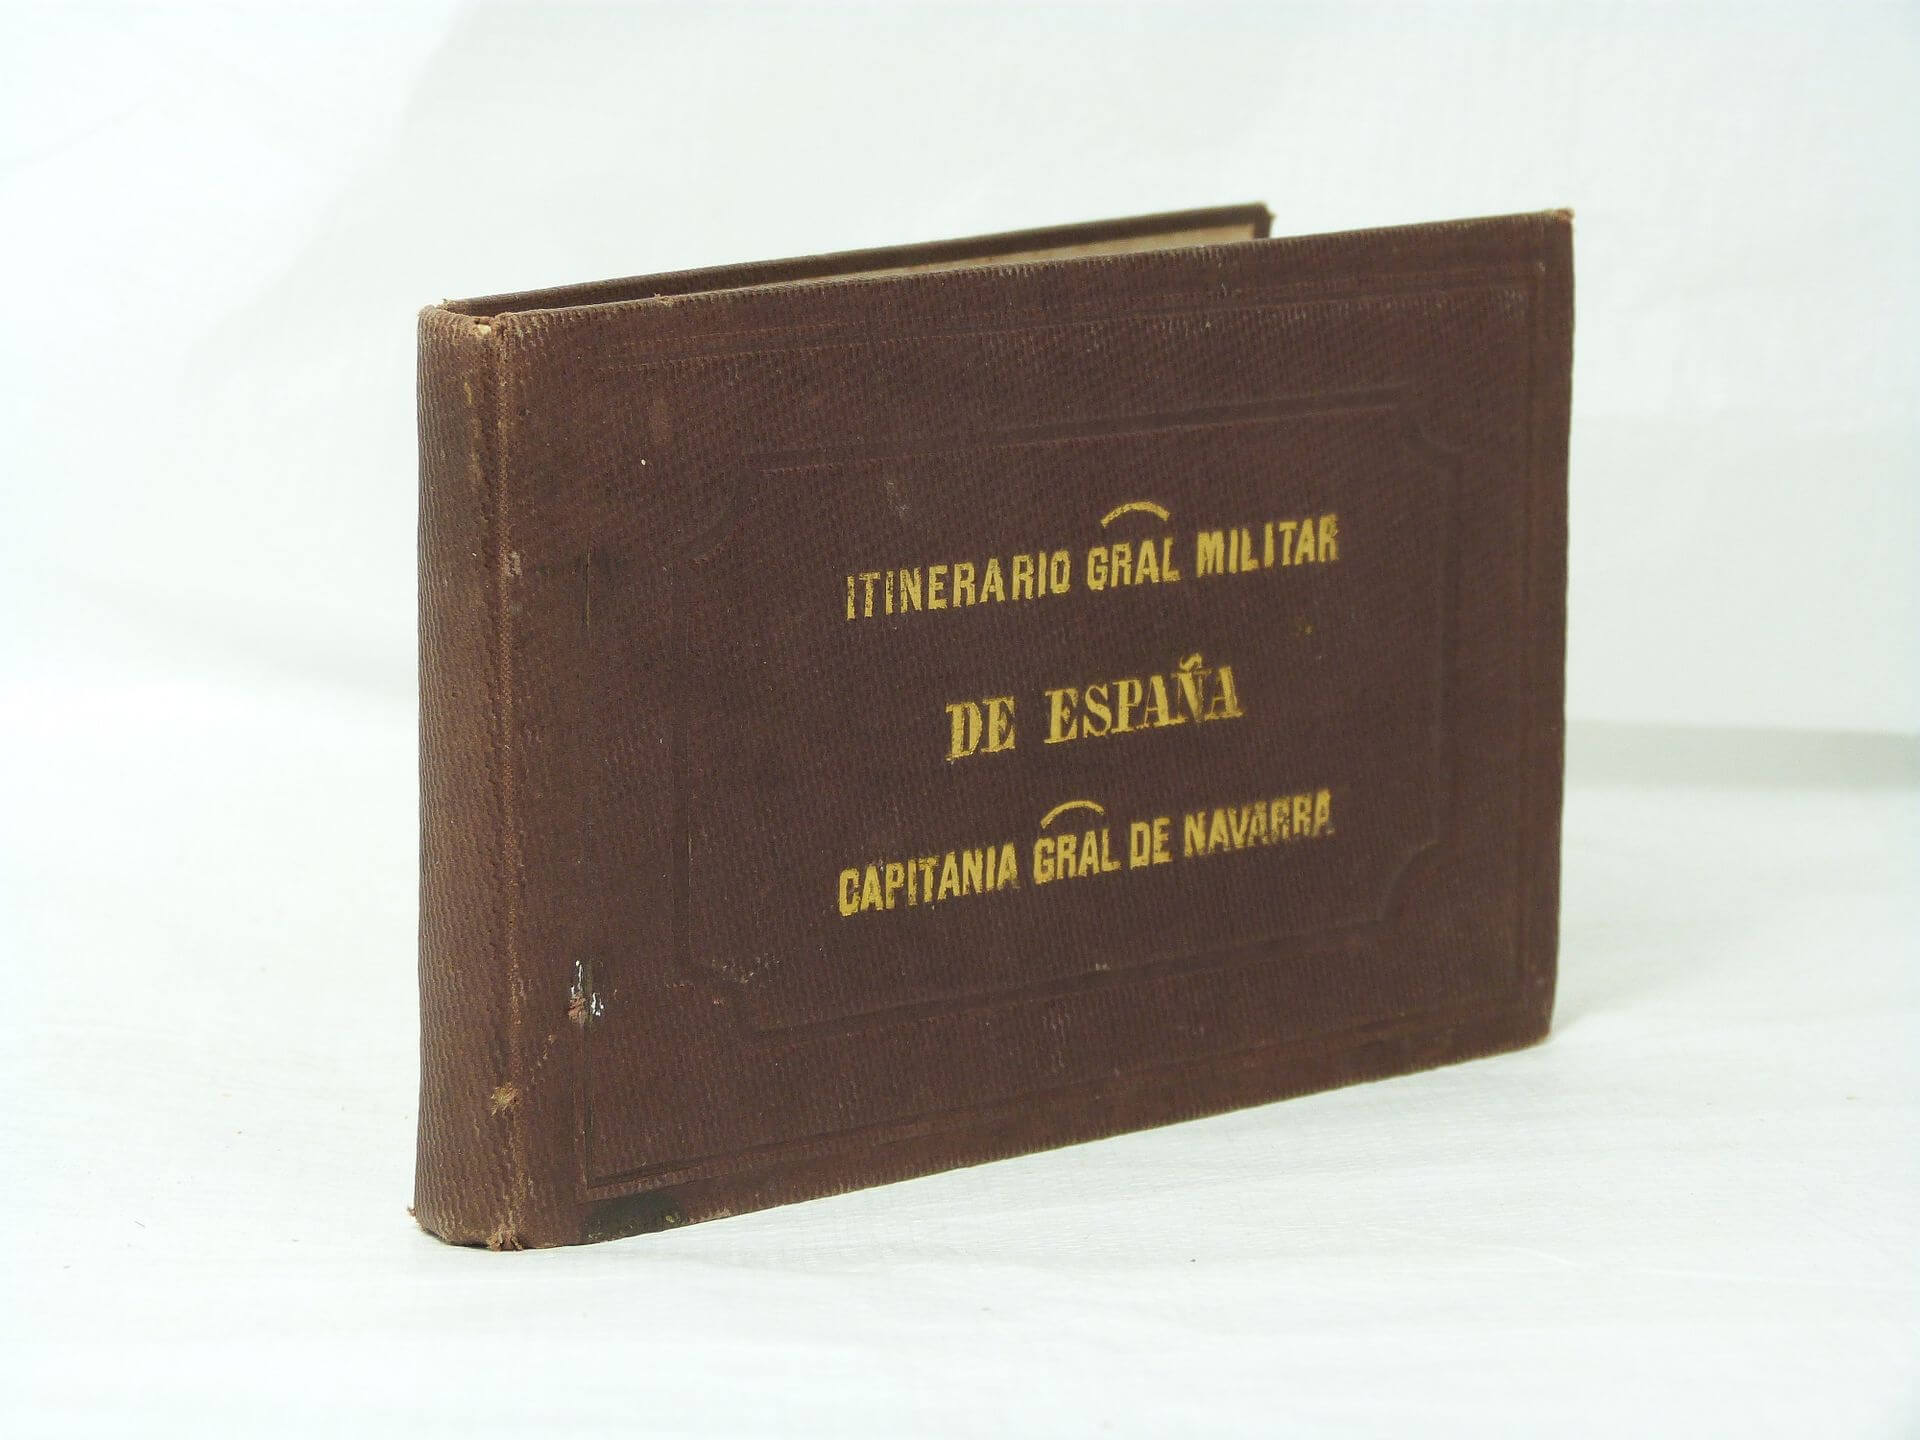 ITINERARIO GRAL MILITAR
DE ESPAÑA
CAPITANIA GRAL DE NAVARRA